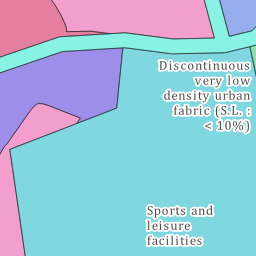 Discontinuous
very low
density urban
fabric (S.L. :
< 10%)
Sports and
leisure
facilities